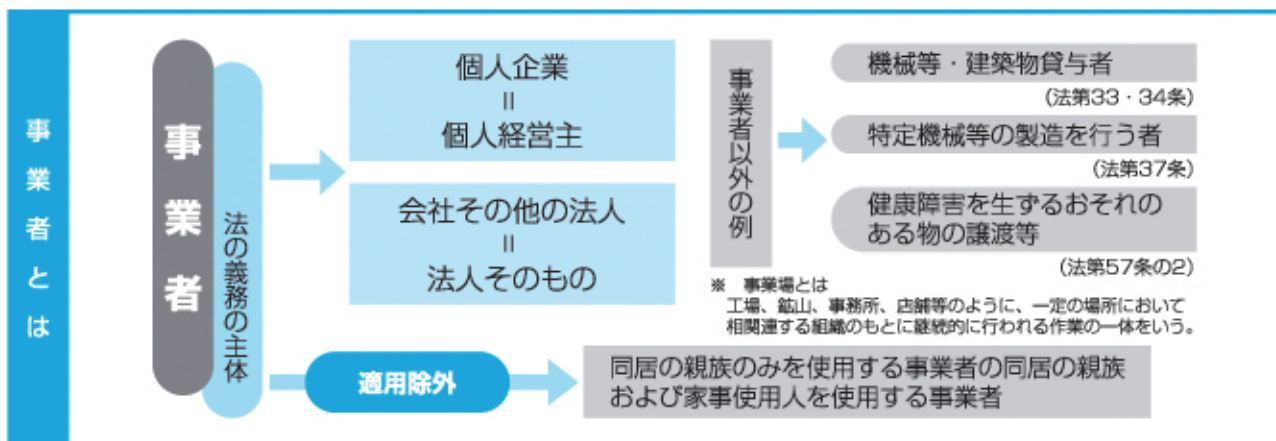 事業者とは
事業者
法の義務の主体
個人企業
＝
個人経営主
会社その他の法人
＝
法人そのもの
事業者以外の例
機械等・建築物貸与者
(法第33・34条)
特定機械等の製造を行う者
(法第37条)
健康障害を生ずるおそれの
ある物の譲渡等
(法第57条の2)
※　事業場とは
工場、鉱山、事務所、店舗等のように、一定の場所において
相関連する組織のもとに継続的に行われる作業の一体をいう。
適用除外
同居の親族のみを使用する事業者の同居の親族
および家事使用人を使用する事業者